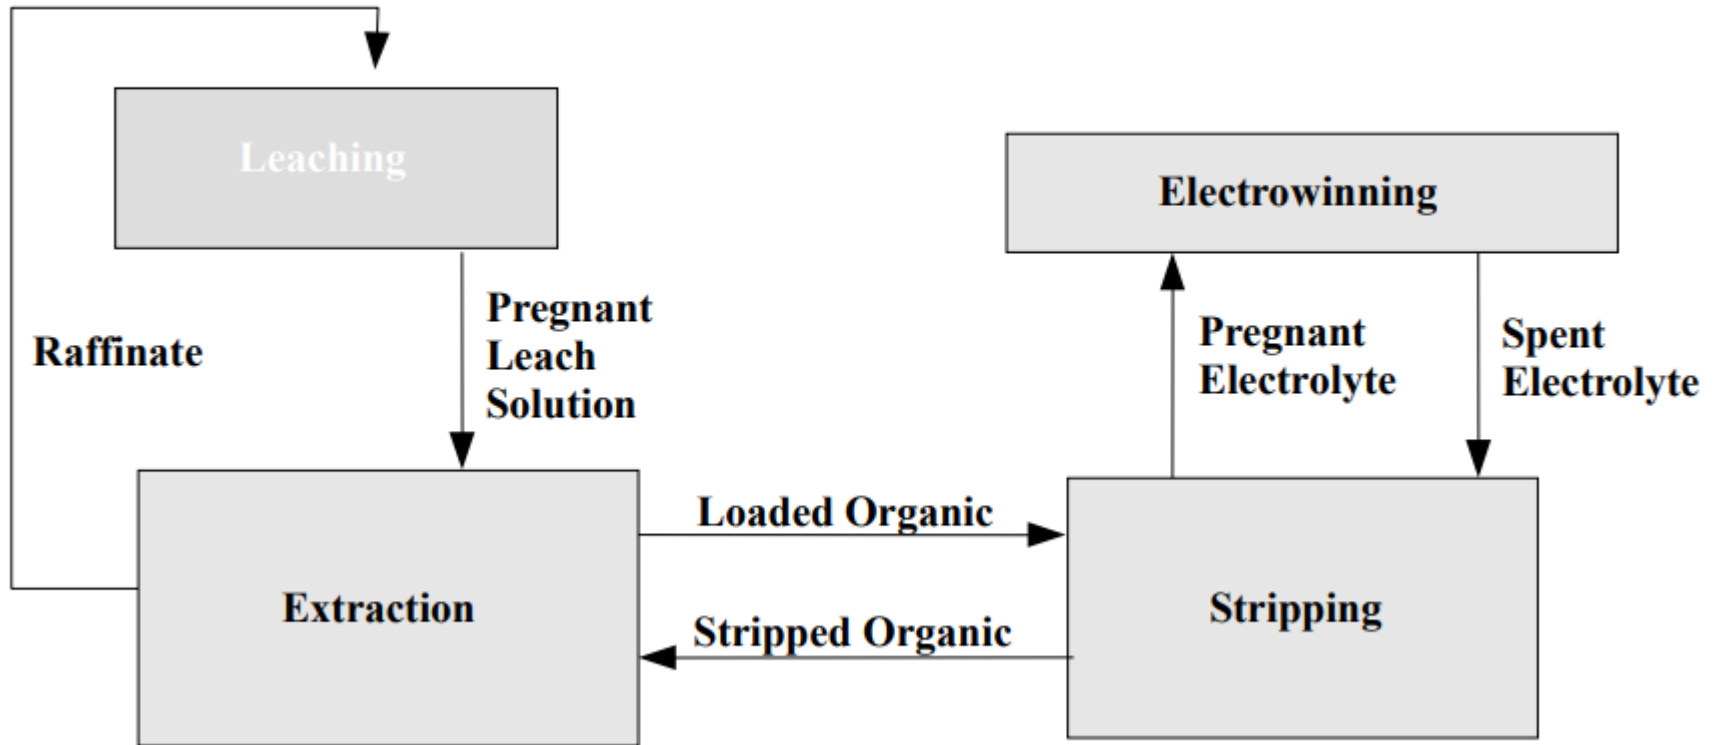 Leaching
Electrowinning
Raffinate
Pregnant
Leach
Solution
Pregnant
Electrolyte
Spent
Electrolyte
Loaded Organic
Extraction
Stripped Organic
Stripping